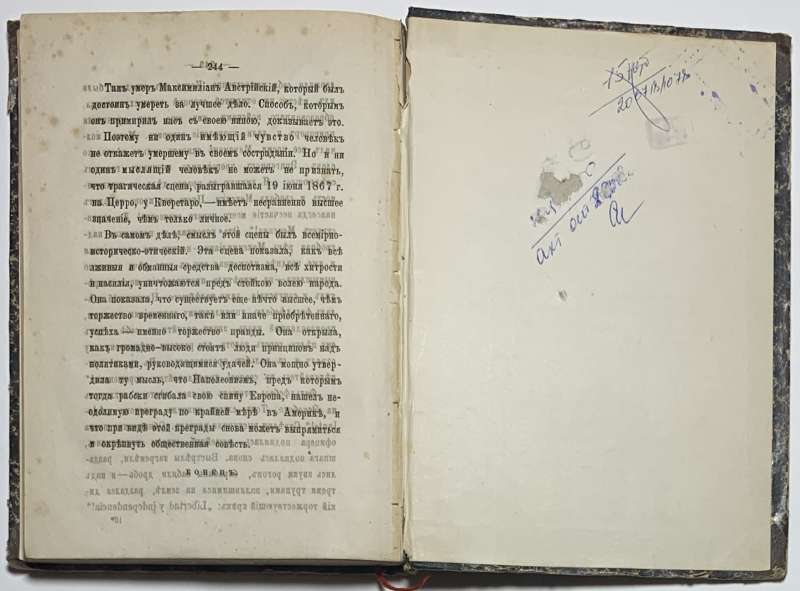 — 244 —
Такъ умеръ Максимиліанъ Австрійскій, который былъ
достоинъ умереть за лучшее дѣло. Способъ, которымъ
онъ примирилъ насъ съ своею виною, доказываетъ это.
Поэтому ни одинъ имѣющій чувство человѣкъ
не откажетъ умершему въ своемъ состраданіи. Но и ни
одинъ мыслящій человѣкъ не можетъ не признать,
что трагическая сцена, разыгравшаяся 19 іюня 1867 г.
на Церро, у Кверетаро,—имѣетъ несравненно высшее
значеніе, чѣмъ только личное.
Въ самомъ дѣлѣ, смыслъ этой сцены былъ всемірно-
историческо-этическій. Эта сцена показала, какъ всѣ
лживыя и обманныя средства деспотизма, всѣ хитрости
и насилія, уничтожаются предъ стойкою волею народа.
Она показала, что существуетъ еще нѣчто высшее, чѣмъ
торжество временнаго, такъ или иначе пріобрѣтеннаго,
успѣха — именно торжество правды. Она открыла,
какъ громадно-высоко стоятъ люди принциповъ надъ
политиками, руководящимися удачей. Она мощно утвер-
дила ту мысль, что Наполеонизмъ, предъ которымъ
тогда рабски сгибала свою спину Европа, нашелъ не-
одолимую преграду по крайней мѣрѣ въ Америкѣ, и
что при видѣ этой преграды снова можетъ выпрямиться
и окрѣпнуть общественная совѣсть.
КОНЕЦЪ.